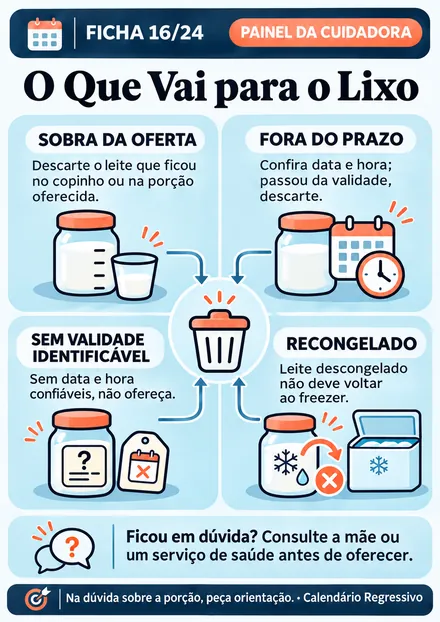 FICHA 16/24
PAINEL DA CUIDADORA
O Que Vai para o Lixo
SOBRA DA OFERTA
Descarte o leite que ficou
no copinho ou na porção
oferecida.
FORA DO PRAZO
Confira data e hora;
passou da validade,
descarte.
SEM VALIDADE
IDENTIFICÁVEL
Sem data e hora
confiáveis, não ofereça.
?
RECONGELADO
Leite descongelado
não deve voltar
ao freezer.
?
Ficou em dúvida? Consulte a mãe ou
um serviço de saúde antes de oferecer.
Na dúvida sobre a porção, peça orientação. • Calendário Regressivo